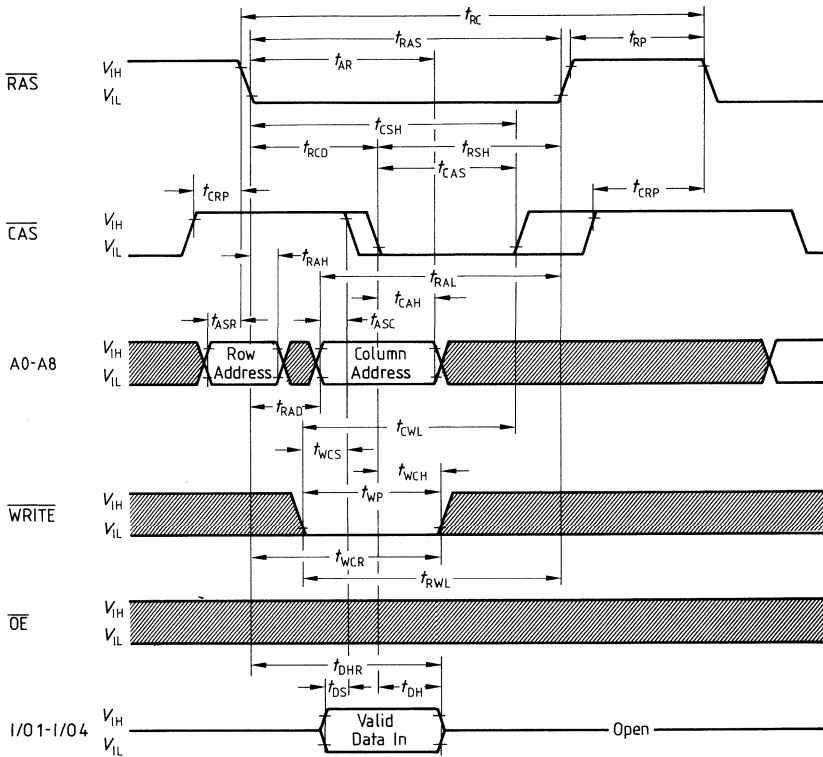 tRC
tRAS
tRP
tAR
RAS
VIH
VIL
tCSH
tRCD
tRSH
tCAS
tCRP
tCRP
CAS
VIH
VIL
tRAH
tRAL
tCAH
tASR
tASC
A0-A8
VIH
VIL
Row
Address
Column
Address
tRAD
tCWL
tWCS
tWCH
tWP
WRITE
VIH
VIL
tWCR
tRWL
OE
VIH
VIL
tDHR
tDS
tDH
I/O1-I/O4
VIH
VIL
Valid
Data In
Open